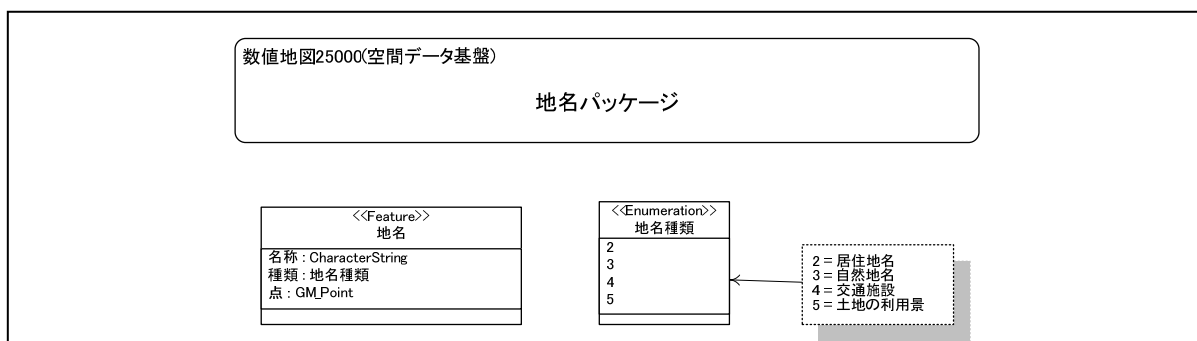 数値地図25000(空間データ基盤)
地名パッケージ
<<Feature>>
地名
名称 : CharacterString
種類 : 地名種類
点 : GM_Point
<<Enumeration>>
地名種類
2
3
4
5
2 = 居住地名
3 = 自然地名
4 = 交通施設
5 = 土地の利用景